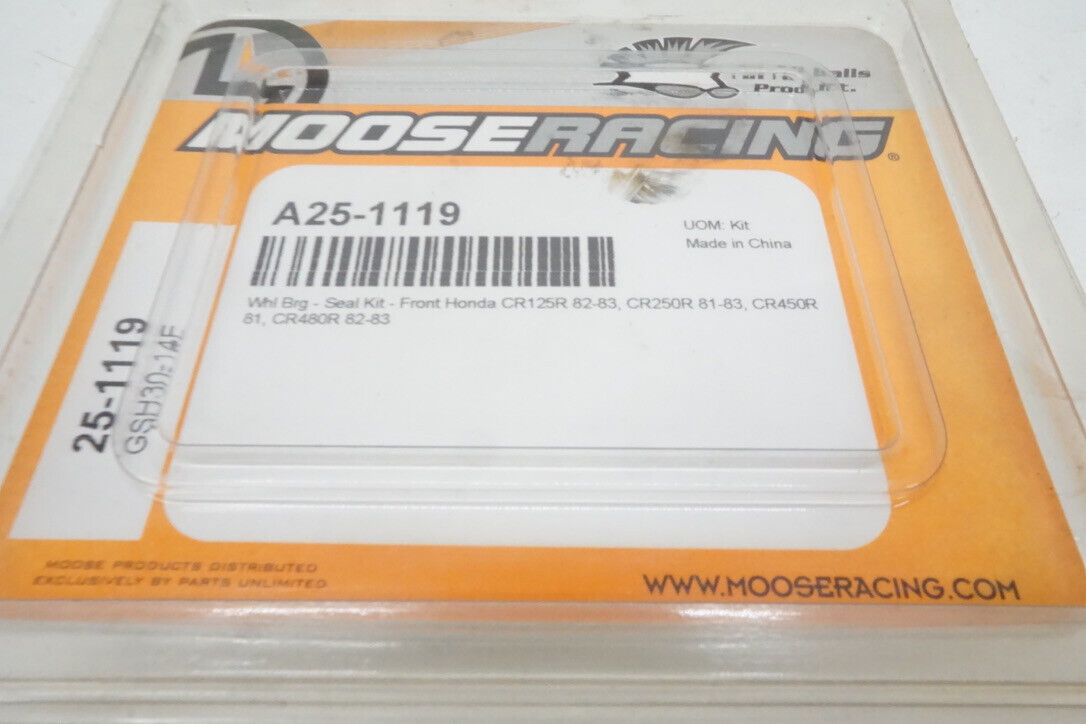 balls
MOOSERACING®
A25-1119
UOM: Kit
Made in China
Whl Brg - Seal Kit - Front Honda CR125R 82-83, CR250R 81-83, CR450R
81, CR480R 82-83
25-1119
GSH30-14F
MOOSE PRODUCTS DISTRIBUTED
EXCLUSIVELY BY PARTS UNLIMITED
WWW.MOOSERACING.COM